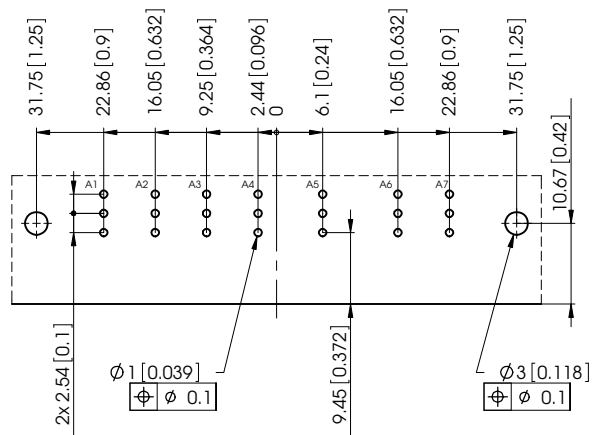 31.75 [1.25]
22.86 [0.9]
16.05 [0.632]
9.25 [0.364]
2.44 [0.096]
0
6.1 [0.24]
16.05 [0.632]
22.86 [0.9]
31.75 [1.25]
10.67 [0.42]
A1
A2
A3
A4
A5
A6
A7
2x 2.54 [0.1]
9.45 [0.372]
Ø1 [0.039]
⌖ Ø 0.1
Ø3 [0.118]
⌖ Ø 0.1